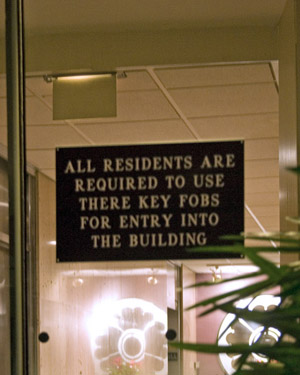 ALL RESIDENTS ARE
REQUIRED TO USE
THERE KEY FOBS
FOR ENTRY INTO
THE BUILDING